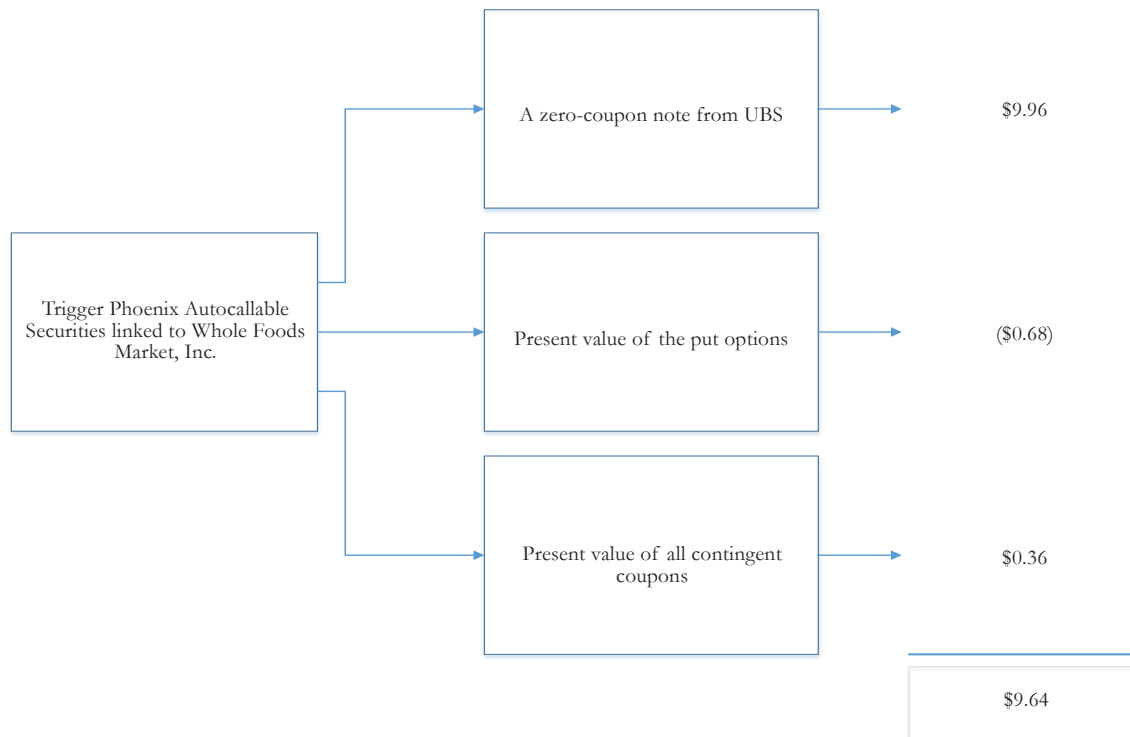 A zero-coupon note from UBS
$9.96
Trigger Phoenix Autocallable
Securities linked to Whole Foods
Market, Inc.
Present value of the put options
($0.68)
Present value of all contingent
coupons
$0.36
$9.64